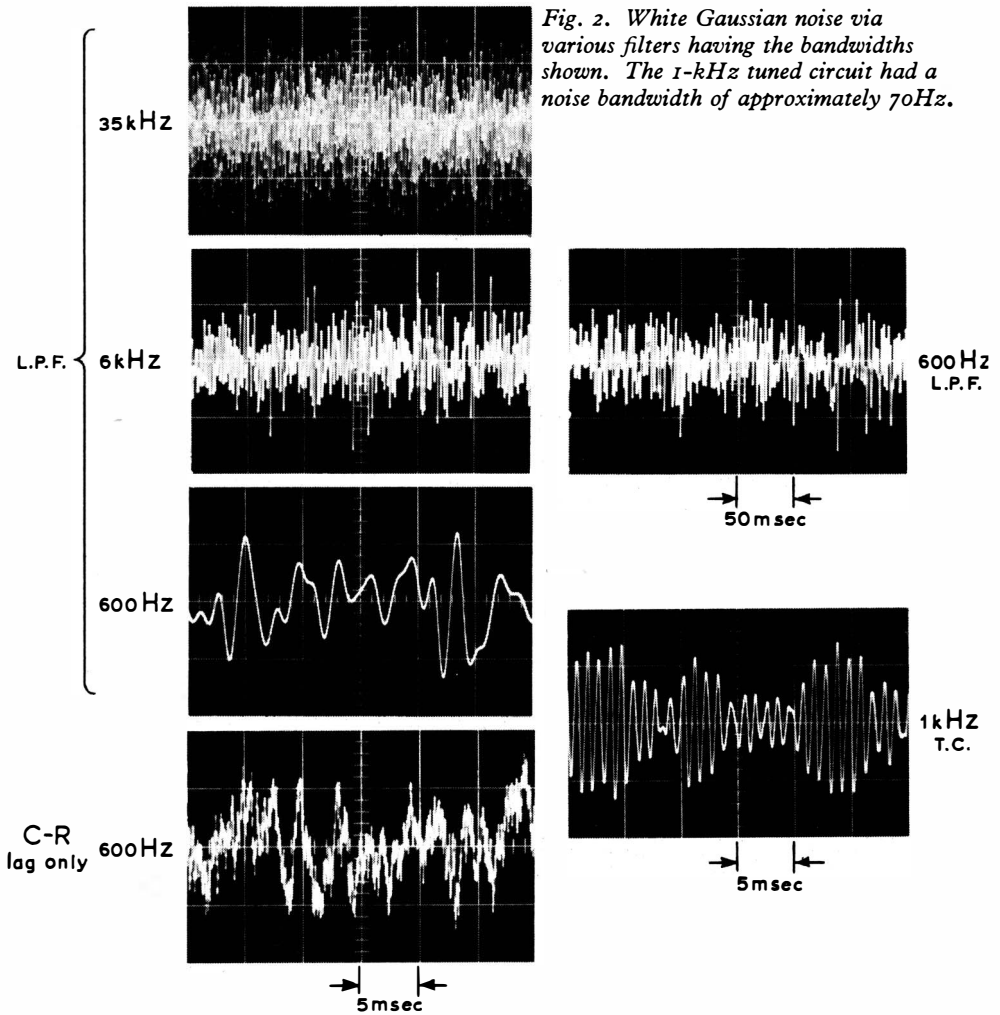 Fig. 2. White Gaussian noise via
various filters having the bandwidths
shown. The 1-kHz tuned circuit had a
noise bandwidth of approximately 70Hz.
35kHz
L.P.F.
6kHz
600Hz
C-R
lag only
600Hz
5msec
600Hz
L.P.F.
50msec
1kHz
T.C.
5msec